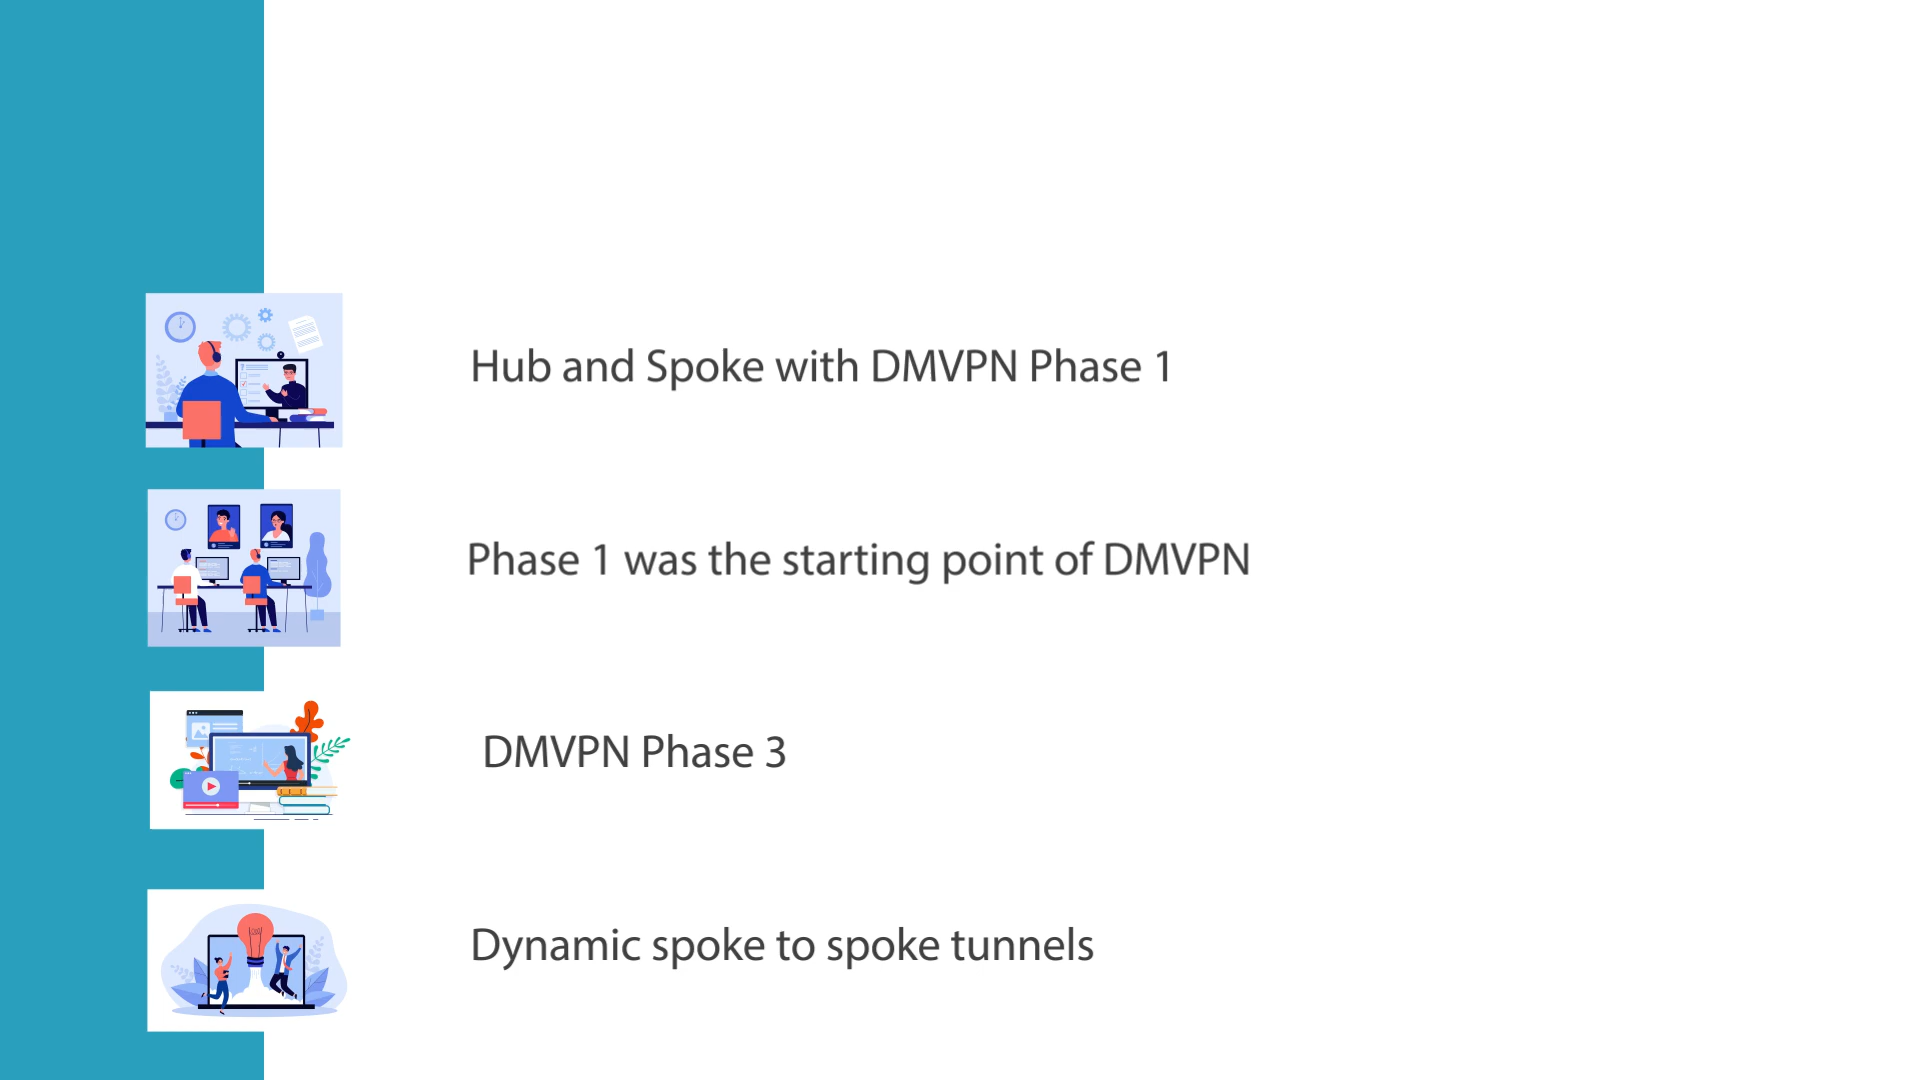 Hub and Spoke with DMVPN Phase 1
Phase 1 was the starting point of DMVPN
DMVPN Phase 3
Dynamic spoke to spoke tunnels